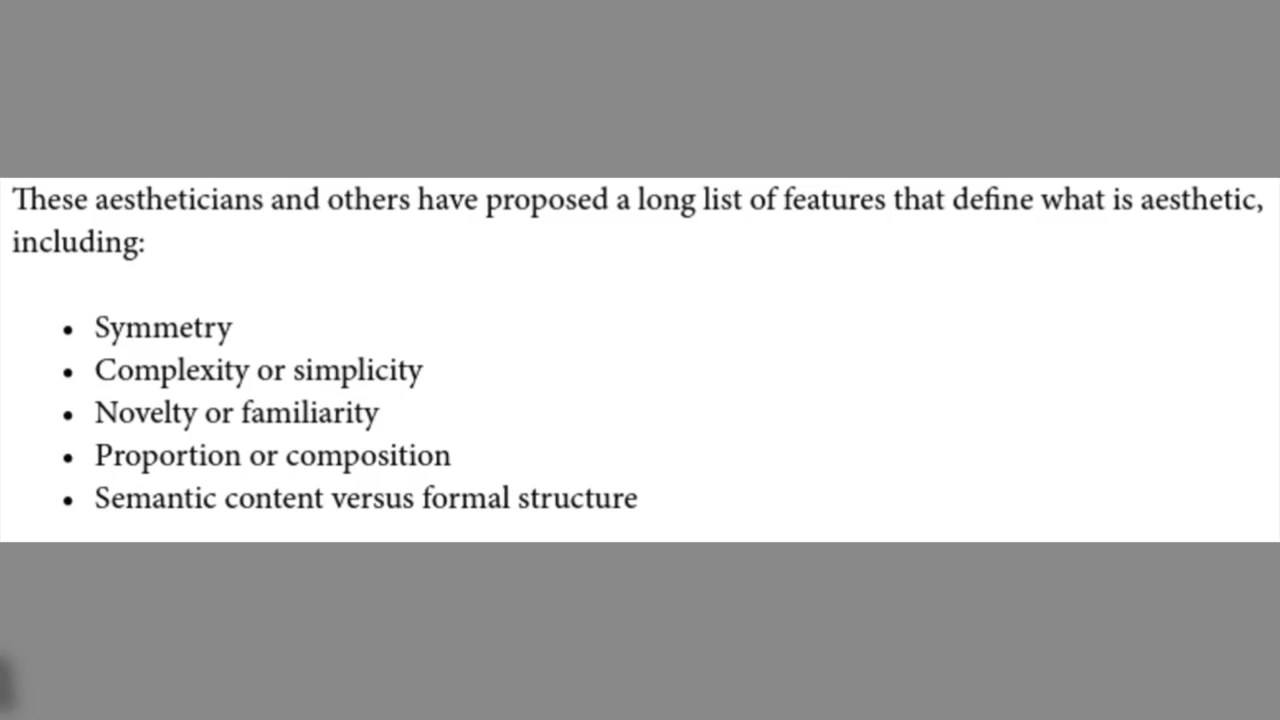 These aestheticians and others have proposed a long list of features that define what is aesthetic,
including:
• Symmetry
• Complexity or simplicity
• Novelty or familiarity
• Proportion or composition
• Semantic content versus formal structure